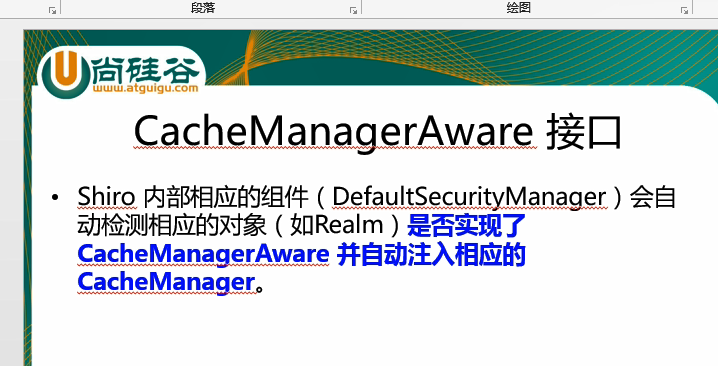 段落
绘图
尚硅谷
www.atguigu.com
CacheManagerAware 接口
• Shiro 内部相应的组件（DefaultSecurityManager）会自
动检测相应的对象（如Realm）是否实现了
CacheManagerAware 并自动注入相应的
CacheManager。